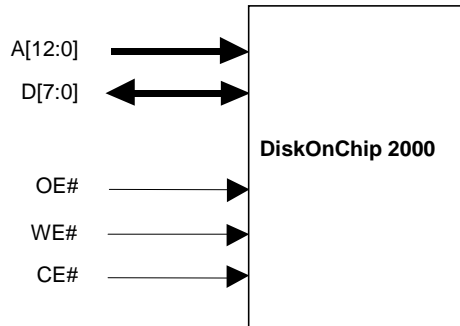 A[12:0]
D[7:0]
DiskOnChip 2000
OE#
WE#
CE#